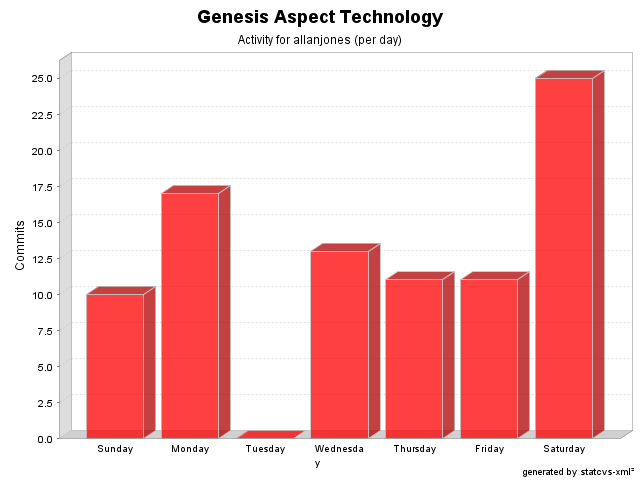 Genesis Aspect Technology
Activity for allanjones (per day)
25.0
22.5
20.0
17.5
15.0
12.5
10.0
7.5
5.0
2.5
0.0
Commits
Sunday
Monday
Tuesday
Wednesda
y
Thursday
Friday
Saturday
generated by statcvs-xml²